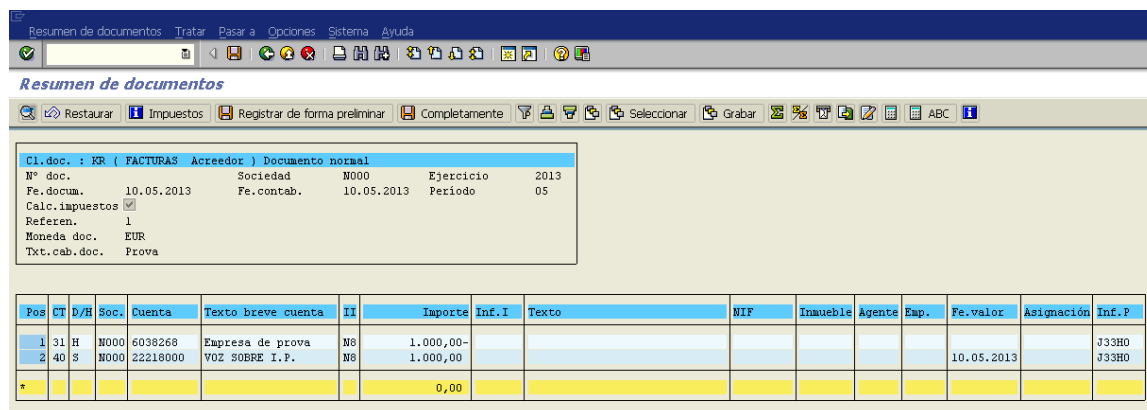 Resumen de documentos Tratar Pasar a Opciones Sistema Ayuda
Resumen de documentos
Restaurar Impuestos Registrar de forma preliminar Completamente Seleccionar Grabar ABC
Cl.doc. : KR ( FACTURAS Acreedor ) Documento normal
Nº doc. Sociedad N000 Ejercicio 2013
Fe.docum. 10.05.2013 Fe.contab. 10.05.2013 Período 05
Calc.impuestos
Referen. 1
Moneda doc. EUR
Txt.cab.doc. Prova
Pos CT D/H Soc. Cuenta Texto breve cuenta II Importe Inf.I Texto NIF Inmueble Agente Emp. Fe.valor Asignación Inf.P
1 31 H N000 6038268 Empresa de prova N8 1.000,00- J33H0
2 40 S N000 22218000 VOZ SOBRE I.P. N8 1.000,00 10.05.2013 J33H0
* 0,00